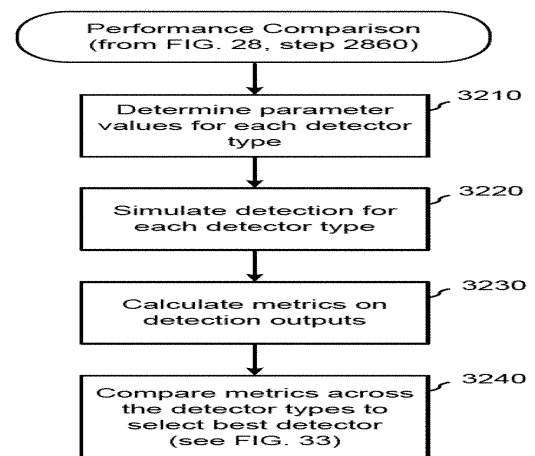 Performance Comparison
(from FIG. 28, step 2860)
3210
Determine parameter
values for each detector
type
3220
Simulate detection for
each detector type
3230
Calculate metrics on
detection outputs
3240
Compare metrics across
the detector types to
select best detector
(see FIG. 33)